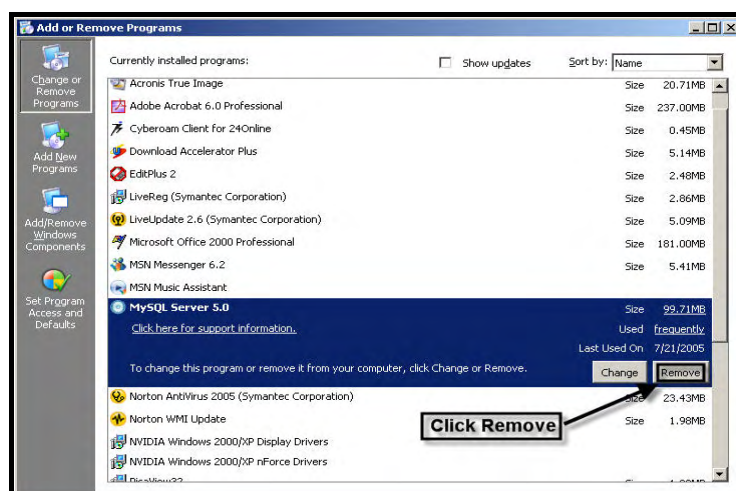 Add or Remove Programs
Change or
Remove
Programs
Add New
Programs
Add/Remove
Windows
Components
Set Program
Access and
Defaults
Currently installed programs:
Show updates
Sort by: Name
Acronis True Image Size 20.71MB
Adobe Acrobat 6.0 Professional Size 237.00MB
Cyberoam Client for 24Online Size 0.45MB
Download Accelerator Plus Size 5.14MB
EditPlus 2 Size 2.48MB
LiveReg (Symantec Corporation) Size 2.86MB
LiveUpdate 2.6 (Symantec Corporation) Size 5.09MB
Microsoft Office 2000 Professional Size 181.00MB
MSN Messenger 6.2 Size 5.41MB
MSN Music Assistant
MySQL Server 5.0 Size 99.71MB
Click here for support information. Used frequently
Last Used On 7/21/2005
To change this program or remove it from your computer, click Change or Remove. Change Remove
Norton AntiVirus 2005 (Symantec Corporation) Size 23.43MB
Norton WMI Update Size 1.98MB
Click Remove
NVIDIA Windows 2000/XP Display Drivers
NVIDIA Windows 2000/XP nForce Drivers